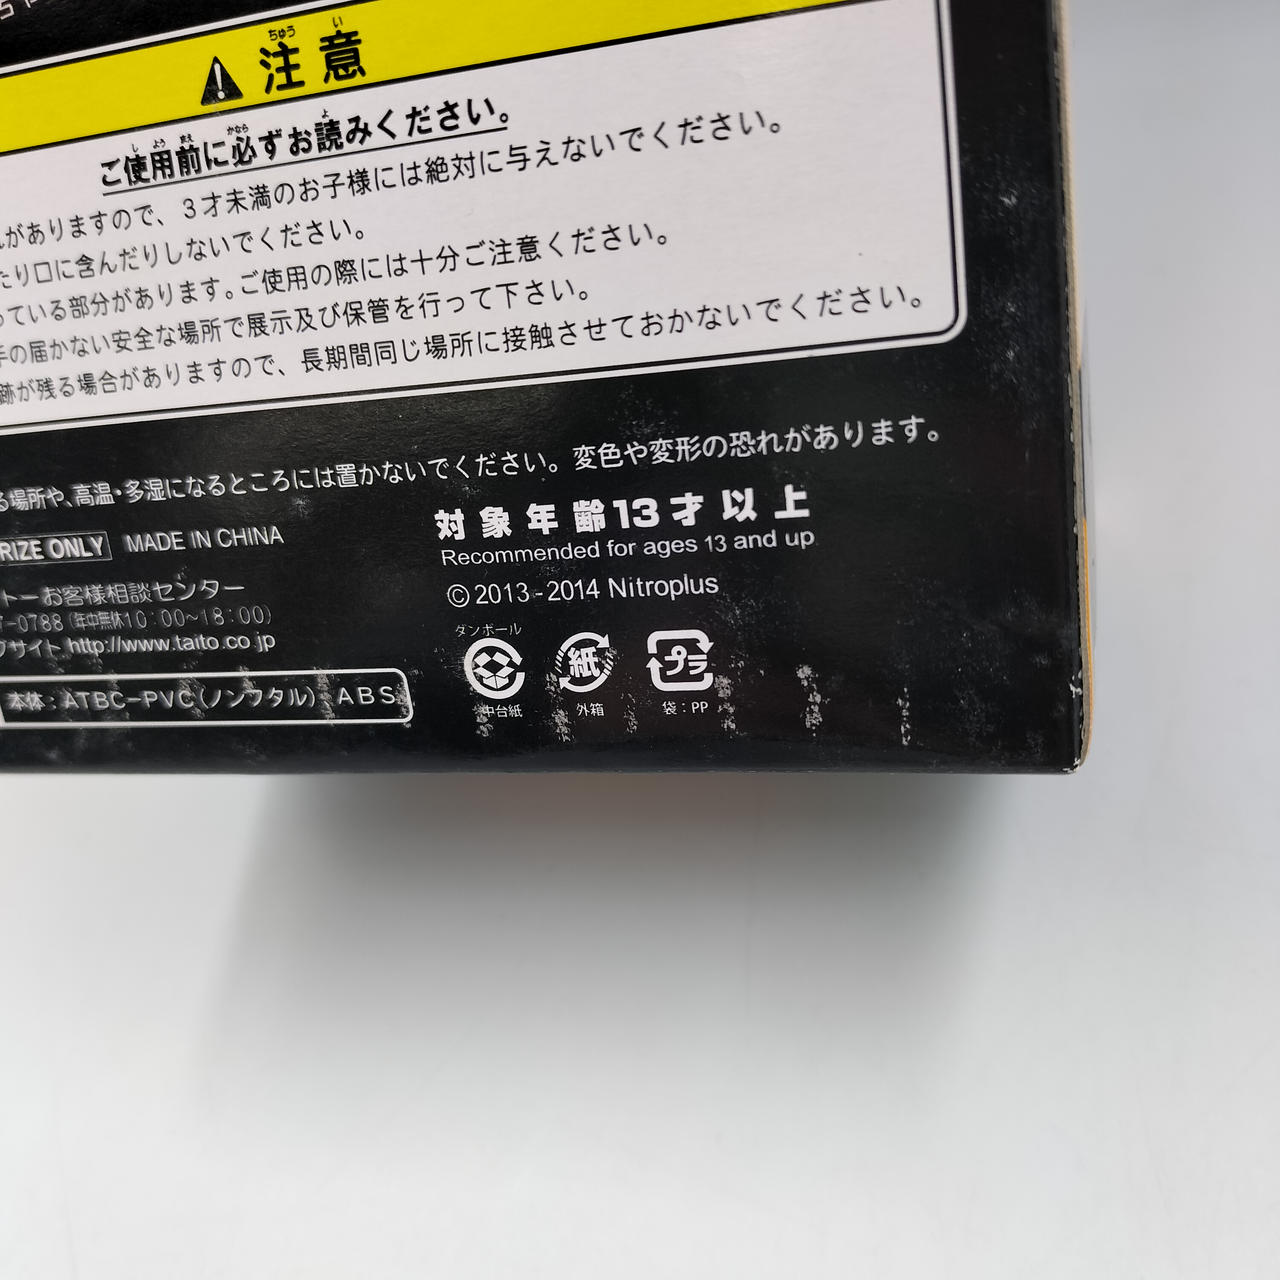 注意
ご使用前に必ずお読みください。
がありますので、3才未満のお子様には絶対に与えないでください。
たり口に含んだりしないでください。
っている部分があります。ご使用の際には十分ご注意ください。
手の届かない安全な場所で展示及び保管を行って下さい。
跡が残る場合がありますので、長期間同じ場所に接触させておかないでください。
る場所や、高温・多湿になるところには置かないでください。変色や変形の恐れがあります。
RIZE ONLY MADE IN CHINA
対象年齢13才以上
Recommended for ages 13 and up
©2013-2014 Nitroplus
トーお客様相談センター
7-0788(年中無休10:00~18:00)
ブサイト http://www.taito.co.jp
本体:ATBC-PVC(ノンフタル) ABS
ダンボール
中台紙
紙
外箱
プラ
袋:PP